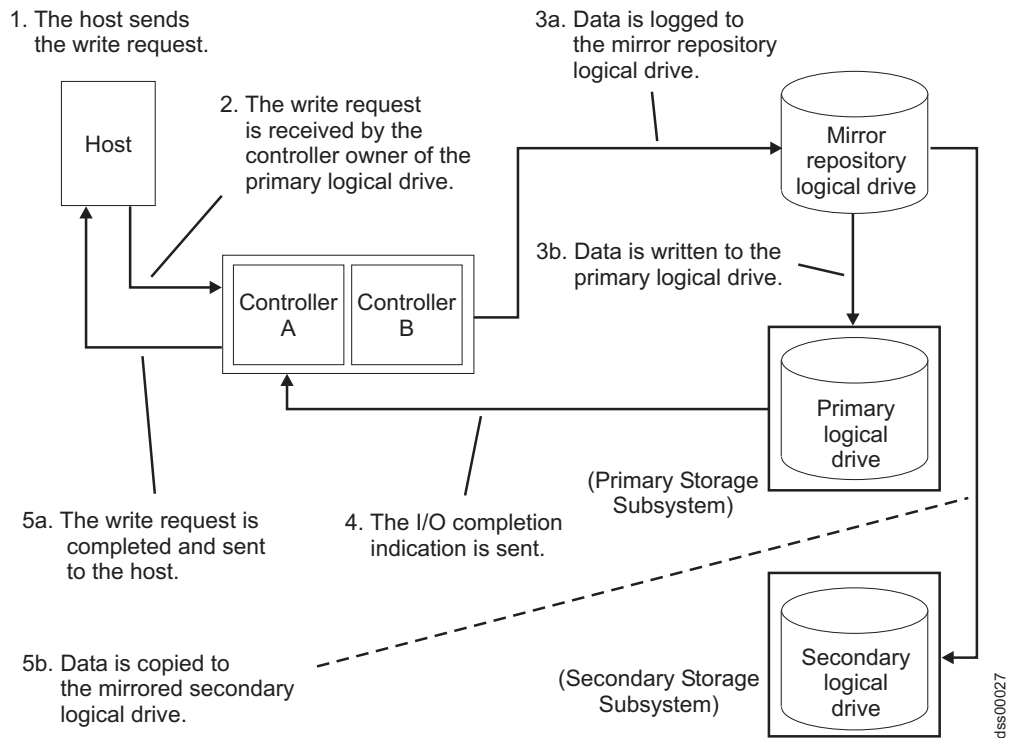 1. The host sends
the write request.
3a. Data is logged to
the mirror repository
logical drive.
2. The write request
is received by the
controller owner of the
primary logical drive.
Host
Mirror
repository
logical drive
3b. Data is written to the
primary logical drive.
Controller
A
Controller
B
Primary
logical
drive
(Primary Storage
Subsystem)
5a. The write request is
completed and sent
to the host.
4. The I/O completion
indication is sent.
5b. Data is copied to
the mirrored secondary
logical drive.
(Secondary Storage
Subsystem)
Secondary
logical
drive
dss00027